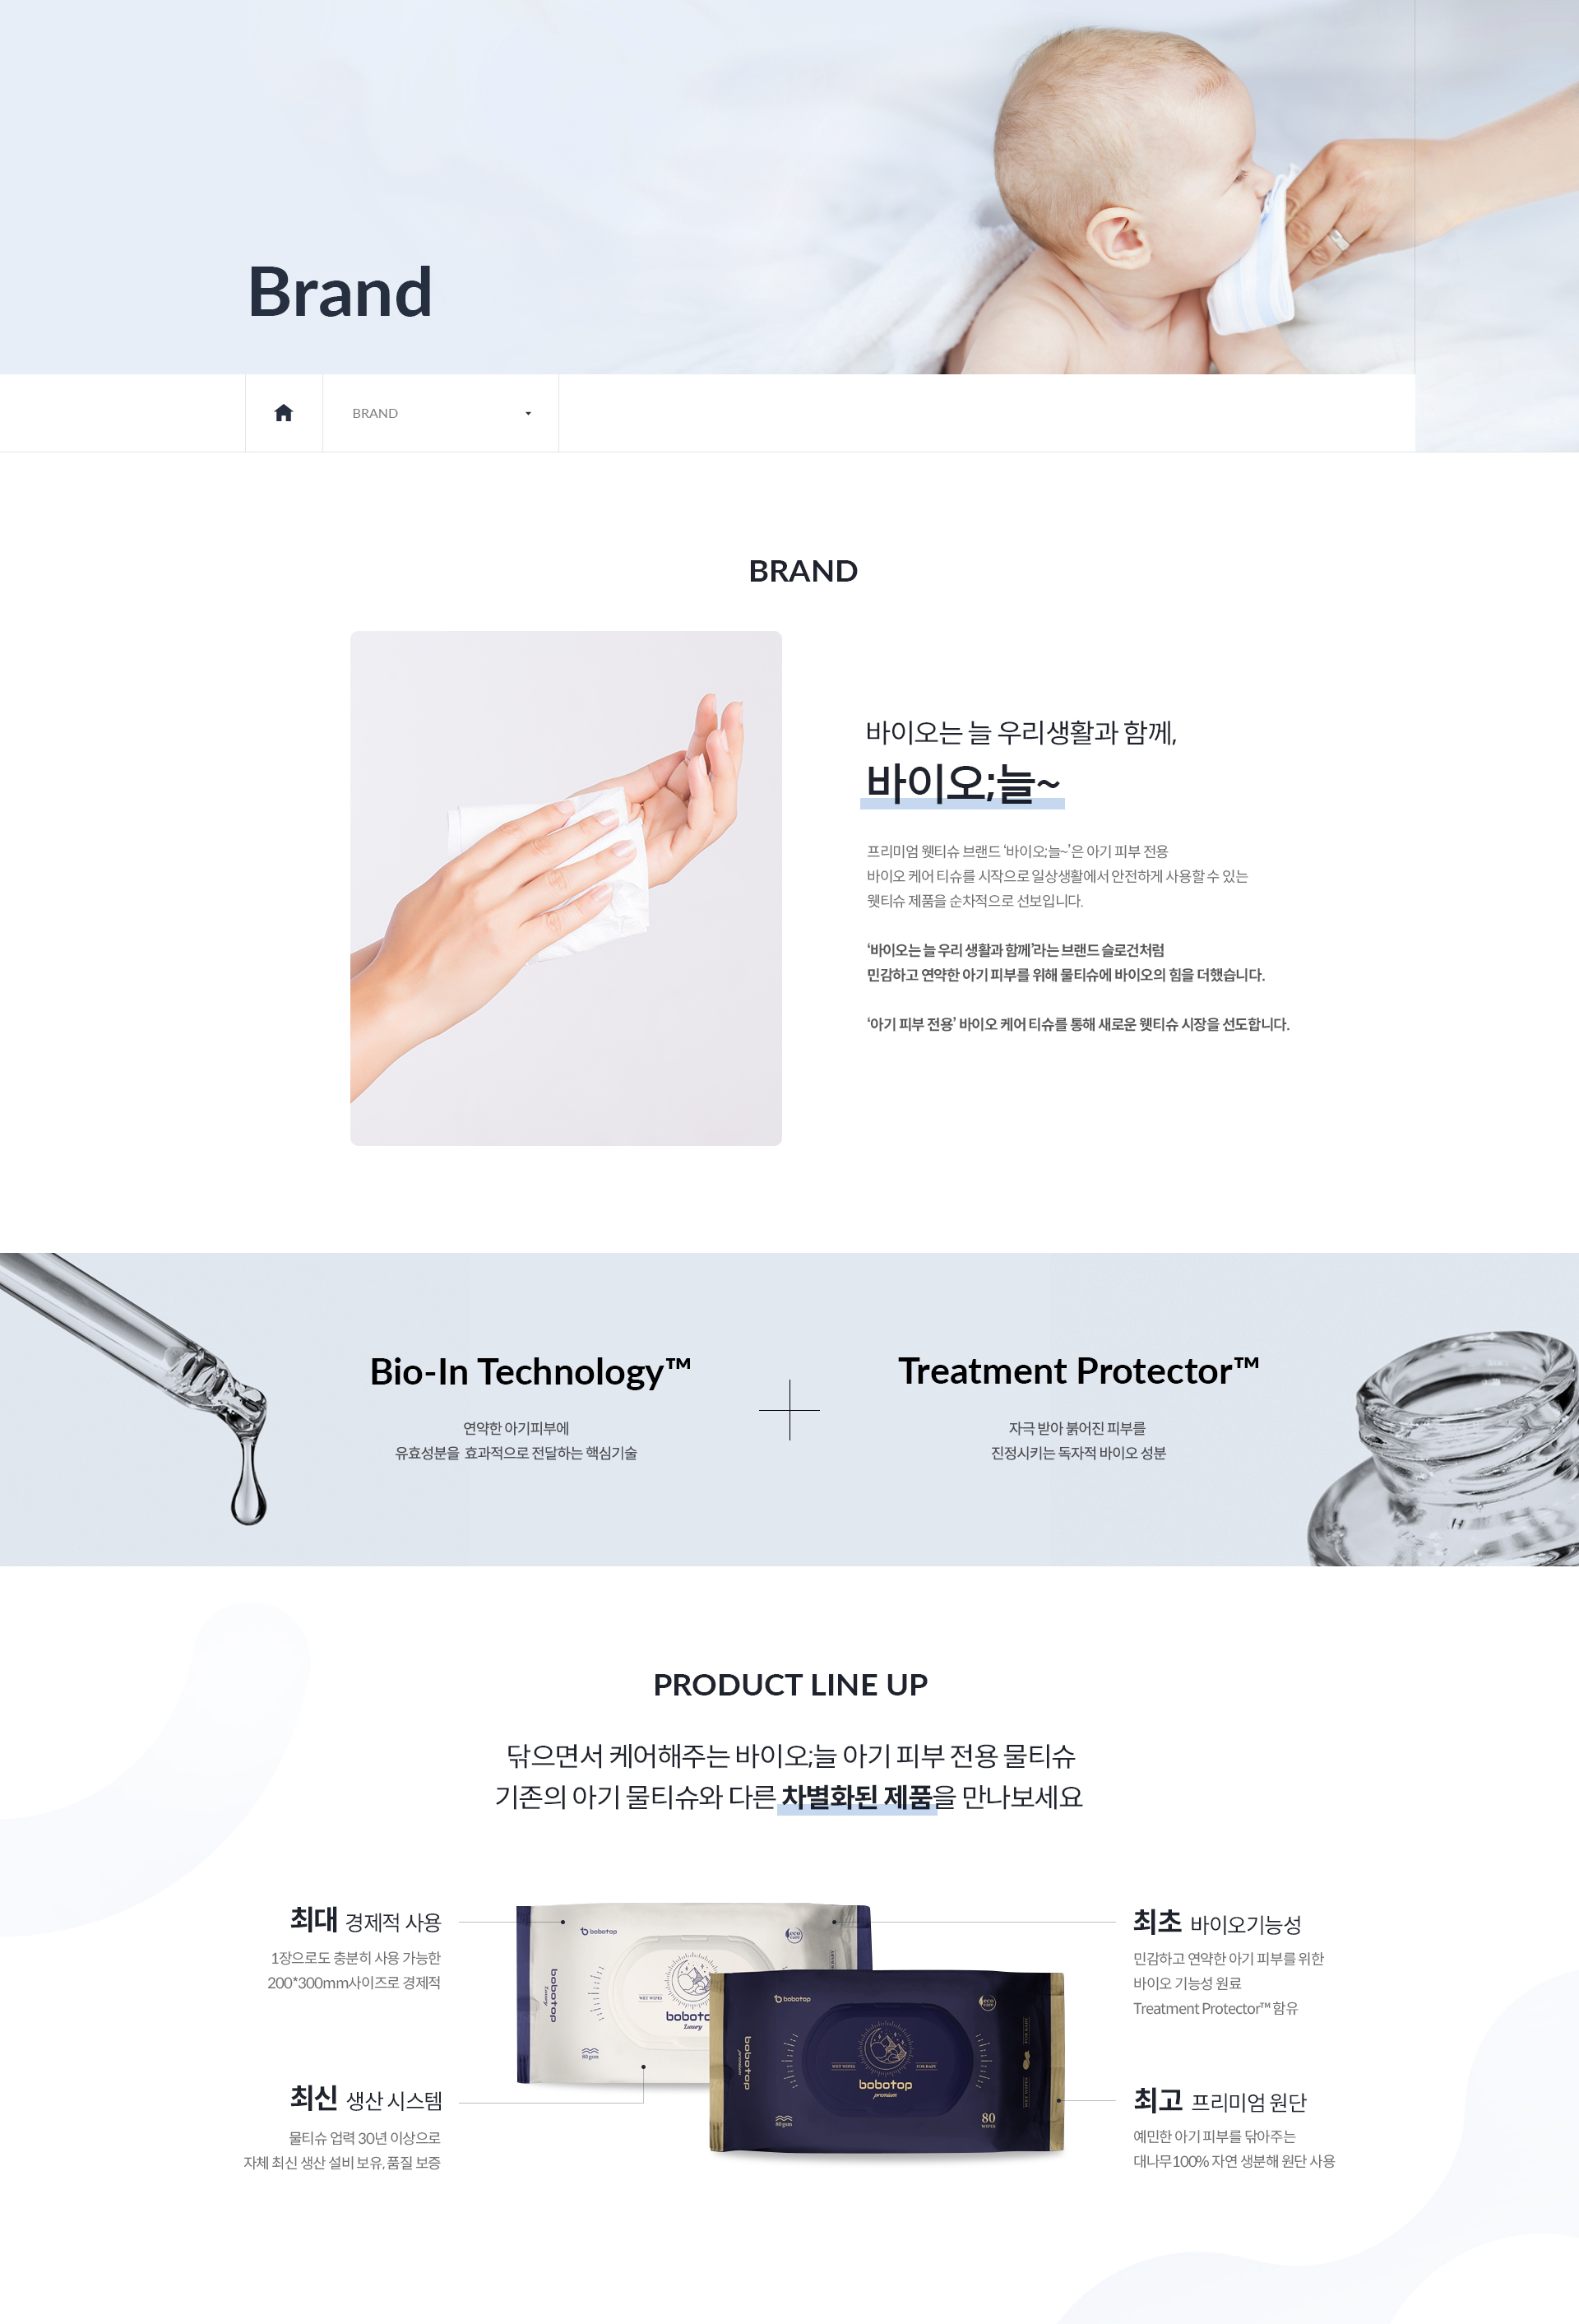 Brand
BRAND
BRAND
바이오는 늘 우리생활과 함께,
바이오;늘~
프리미엄 웻티슈 브랜드 ‘바이오;늘~’은 아기 피부 전용
바이오 케어 티슈를 시작으로 일상생활에서 안전하게 사용할 수 있는
웻티슈 제품을 순차적으로 선보입니다.
‘바이오는 늘 우리 생활과 함께’라는 브랜드 슬로건처럼
민감하고 연약한 아기 피부를 위해 물티슈에 바이오의 힘을 더했습니다.
‘아기 피부 전용’ 바이오 케어 티슈를 통해 새로운 웻티슈 시장을 선도합니다.
Bio-In Technology™
연약한 아기피부에
유효성분을 효과적으로 전달하는 핵심기술
Treatment Protector™
자극 받아 붉어진 피부를
진정시키는 독자적 바이오 성분
PRODUCT LINE UP
닦으면서 케어해주는 바이오;늘 아기 피부 전용 물티슈
기존의 아기 물티슈와 다른 차별화된 제품을 만나보세요
최대 경제적 사용
1장으로도 충분히 사용 가능한
200*300mm사이즈로 경제적
최신 생산 시스템
물티슈 업력 30년 이상으로
자체 최신 생산 설비 보유, 품질 보증
bobotop
eco
bobotop
Luxury
WET WIPES
Luxury
80 gsm
bobotop
eco
bobotop
premium
WET WIPES
FOR BABY
bobotop
premium
80 gsm
80
WIPES
최초 바이오기능성
민감하고 연약한 아기 피부를 위한
바이오 기능성 원료
Treatment Protector™ 함유
최고 프리미엄 원단
예민한 아기 피부를 닦아주는
대나무100% 자연 생분해 원단 사용